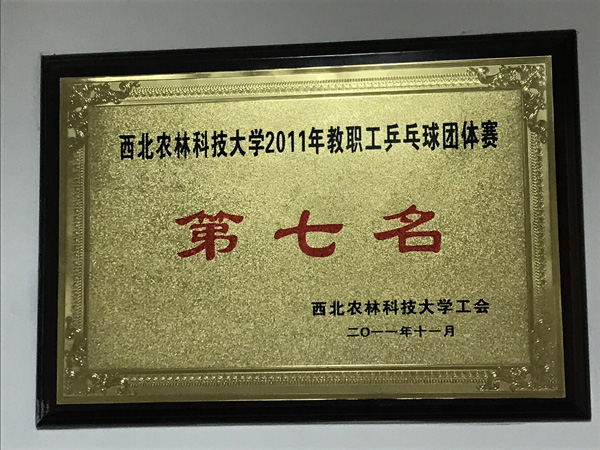 西北农林科技大学2011年教职工乒乓球团体赛
第七名
西北农林科技大学工会
二〇一一年十一月